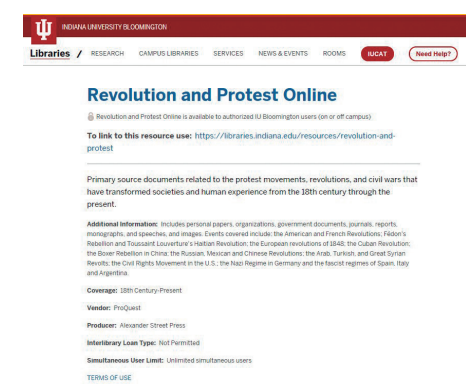 INDIANA UNIVERSITY BLOOMINGTON
Libraries / RESEARCH CAMPUS LIBRARIES SERVICES NEWS & EVENTS ROOMS IUCAT Need Help?
Revolution and Protest Online
Revolution and Protest Online is available to authorized IU Bloomington users (on or off campus)
To link to this resource use: https://libraries.indiana.edu/resources/revolution-and-
protest
Primary source documents related to the protest movements, revolutions, and civil wars that
have transformed societies and human experience from the 18th century through the
present.
Additional Information: Includes personal papers, organizations, government documents, journals, reports,
monographs, and speeches, and images. Events covered include: the American and French Revolutions; Fédon's
Rebellion and Toussaint Louverture's Haitian Revolution; the European revolutions of 1848; the Cuban Revolution;
the Boxer Rebellion in China; the Russian, Mexican and Chinese Revolutions; the Arab, Turkish, and Great Syrian
Revolts; the Civil Rights Movement in the U.S.; the Nazi Regime in Germany and the fascist regimes of Spain, Italy
and Argentina.
Coverage: 18th Century-Present
Vendor: ProQuest
Producer: Alexander Street Press
Interlibrary Loan Type: Not Permitted
Simultaneous User Limit: Unlimited simultaneous users
TERMS OF USE